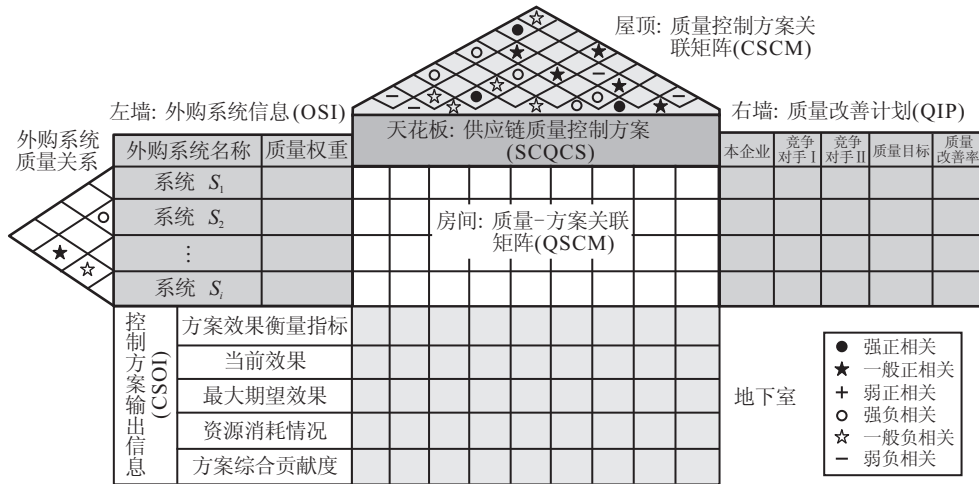 屋顶: 质量控制方案关
联矩阵(CSCM)
左墙: 外购系统信息(OSI)
右墙: 质量改善计划(QIP)
外购系统
质量关系
外购系统名称
质量权重
天花板: 供应链质量控制方案
(SCQCS)
本企业
竞争
对手Ⅰ
竞争
对手Ⅱ
质量目标
质量
改善率
系统 S₁
系统 S₂
⋮
系统 Sᵢ
房间: 质量-方案关联
矩阵(QSCM)
控制方案输出信息
(CSOI)
方案效果衡量指标
当前效果
最大期望效果
资源消耗情况
方案综合贡献度
地下室
● 强正相关
★ 一般正相关
+ 弱正相关
○ 强负相关
☆ 一般负相关
− 弱负相关